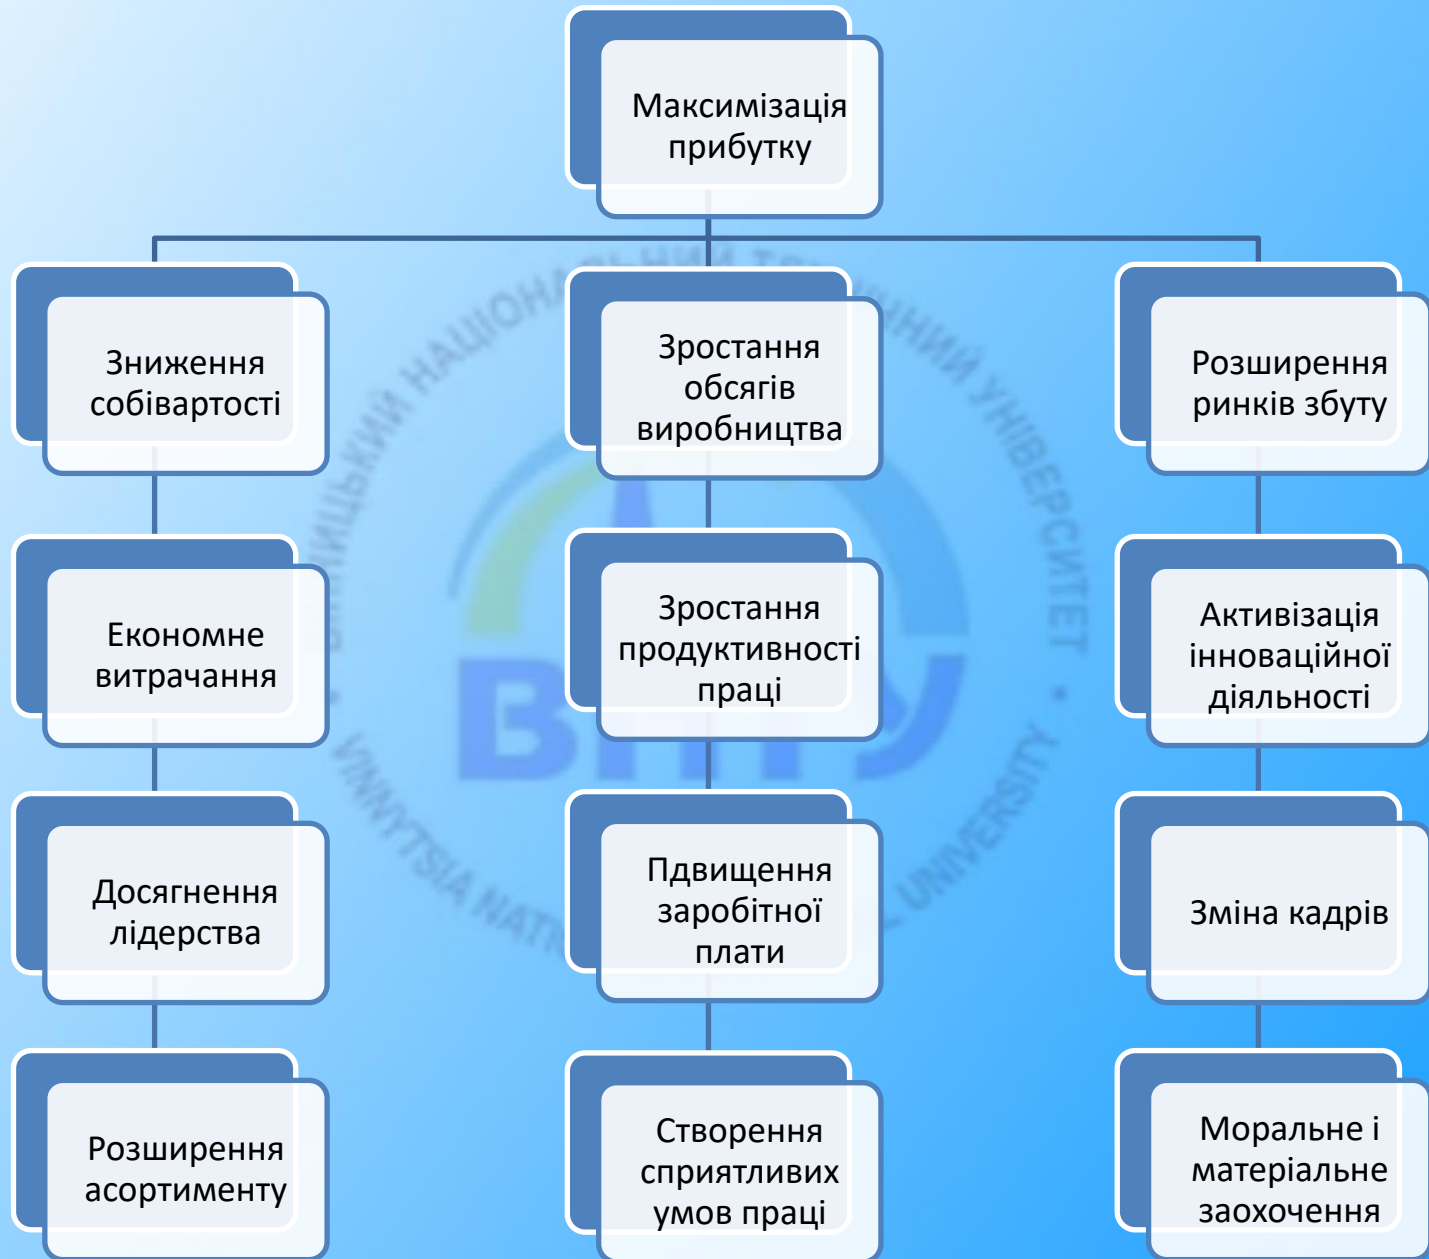 Максимізація
прибутку
Зниження
собівартості
Зростання
обсягів
виробництва
Розширення
ринків збуту
Економне
витрачання
Зростання
продуктивності
праці
Активізація
інноваційної
діяльності
Досягнення
лідерства
Пдвищення
заробітної
плати
Зміна кадрів
Розширення
асортименту
Створення
сприятливих
умов праці
Моральне і
матеріальне
заохочення